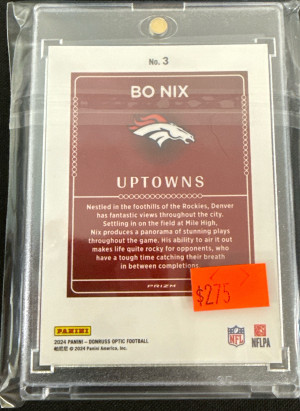 No. 3
BO NIX
UPTOWNS
Nestled in the foothills of the Rockies, Denver
has fantastic views throughout the city.
Settling in on the field at Mile High,
Nix produces a panorama of stunning plays
throughout the game. His ability to air it out
makes life quite rocky for opponents, who
have a tough time catching their breath
in between completions.
PRIZM
$275
PANINI
NFL
NFLPA
2024 PANINI – DONRUSS OPTIC FOOTBALL
© 2024 Panini America, Inc.